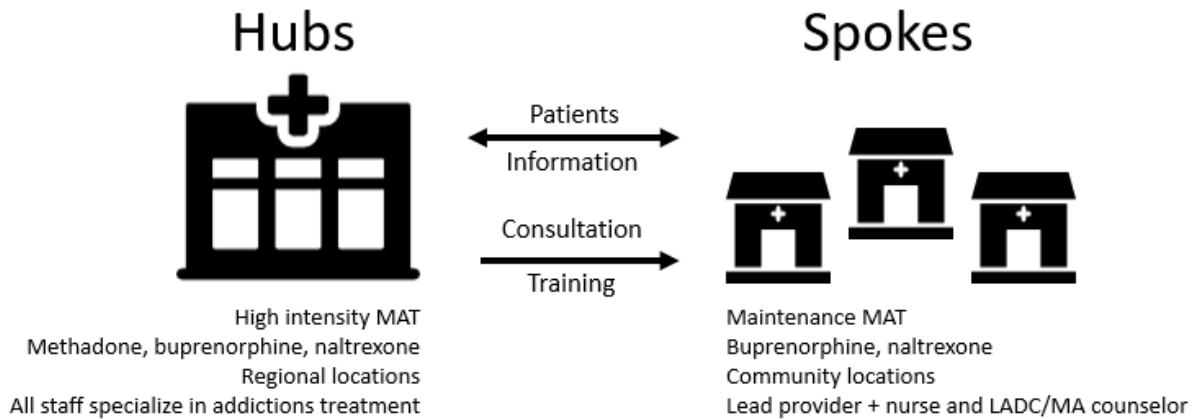 Hubs
Spokes
Patients
Information
Consultation
Training
High intensity MAT
Methadone, buprenorphine, naltrexone
Regional locations
All staff specialize in addictions treatment
Maintenance MAT
Buprenorphine, naltrexone
Community locations
Lead provider + nurse and LADC/MA counselor